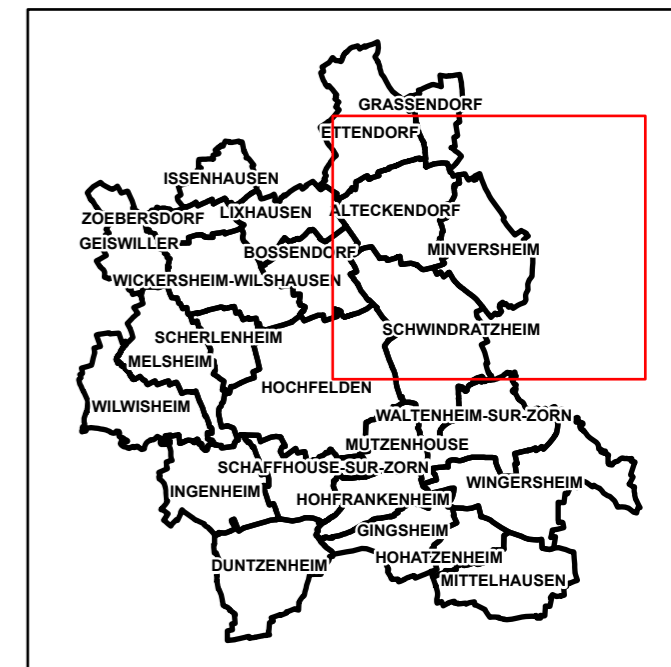 GRASSENDORF
ETTENDORF
ISSENHAUSEN
ZOEBERSDORF
LIXHAUSEN
ALTECKENDORF
GEISWILLER
BOSSENDORF
MINVERSHEIM
WICKERSHEIM-WILSHAUSEN
SCHERLENHEIM
SCHWINDRATZHEIM
MELSHEIM
HOCHFELDEN
WILWISHEIM
WALTENHEIM-SUR-ZORN
MUTZENHOUSE
SCHAFFHOUSE-SUR-ZORN
INGENHEIM
WINGERSHEIM
HOHFRANKENHEIM
GINGSHEIM
DUNTZENHEIM
HOHATZENHEIM
MITTELHAUSEN